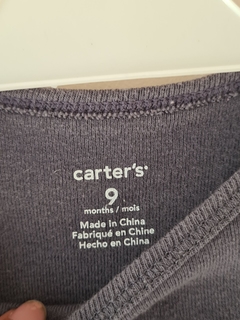 carter's®
9
months / mois
Made in China
Fabriqué en Chine
Hecho en China